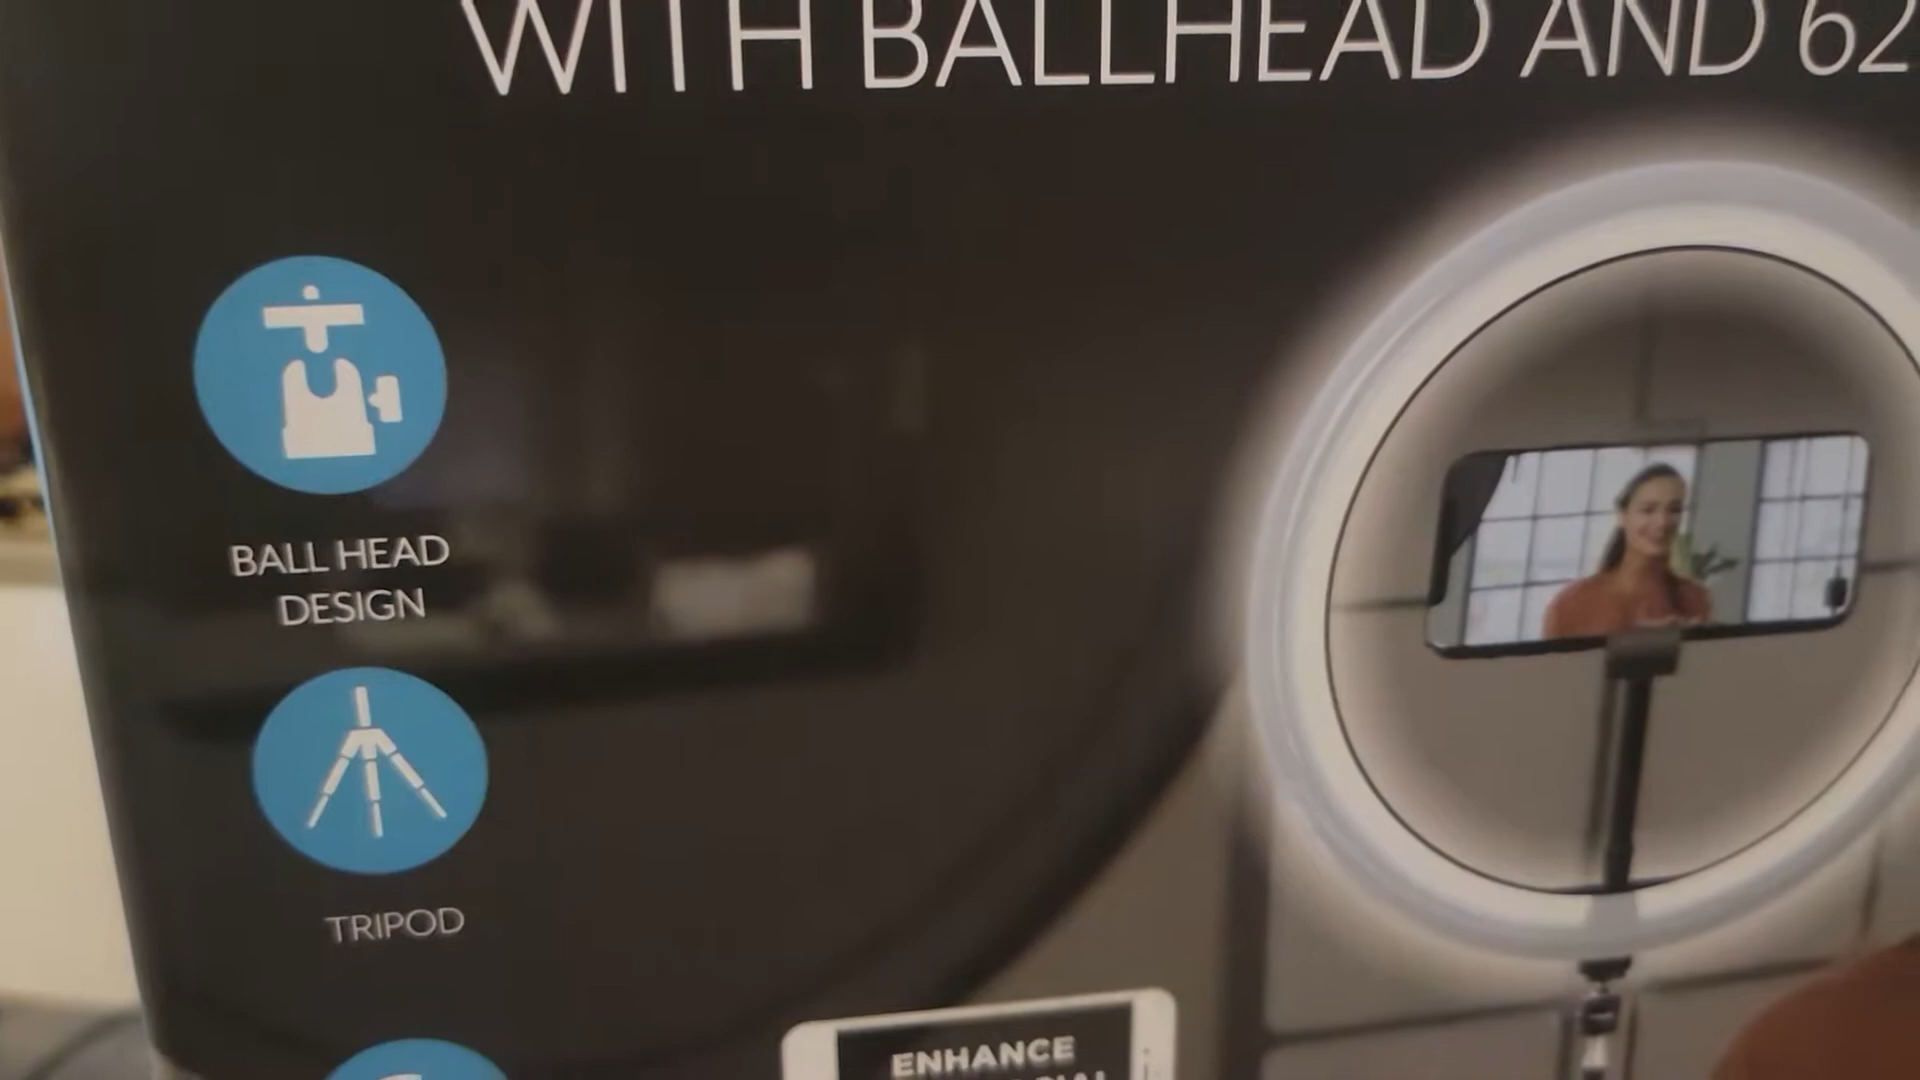 WITH BALLHEAD AND 62
BALL HEAD
DESIGN
TRIPOD
ENHANCE